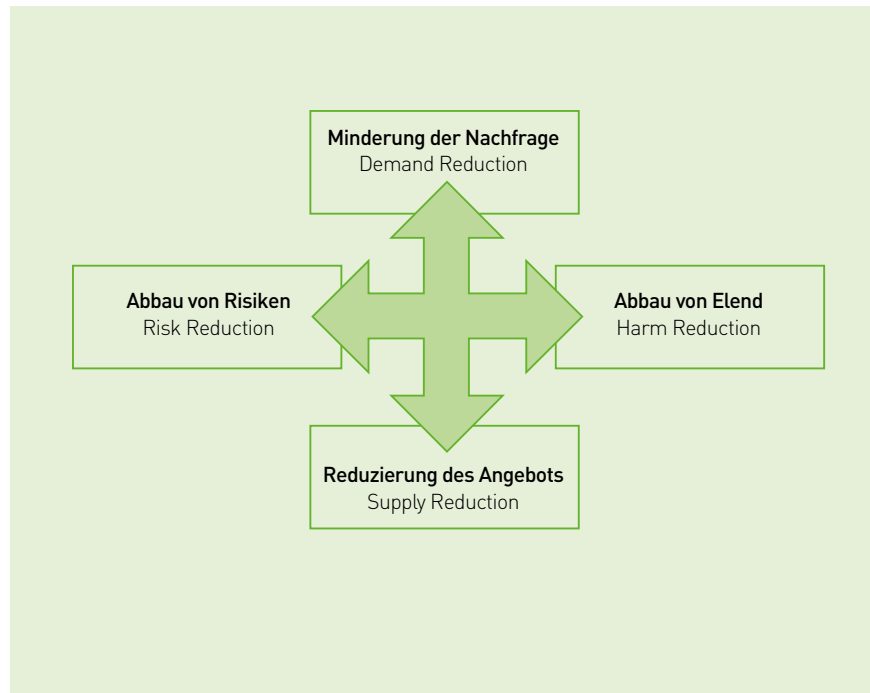 Minderung der Nachfrage
Demand Reduction
Abbau von Risiken
Risk Reduction
Abbau von Elend
Harm Reduction
Reduzierung des Angebots
Supply Reduction